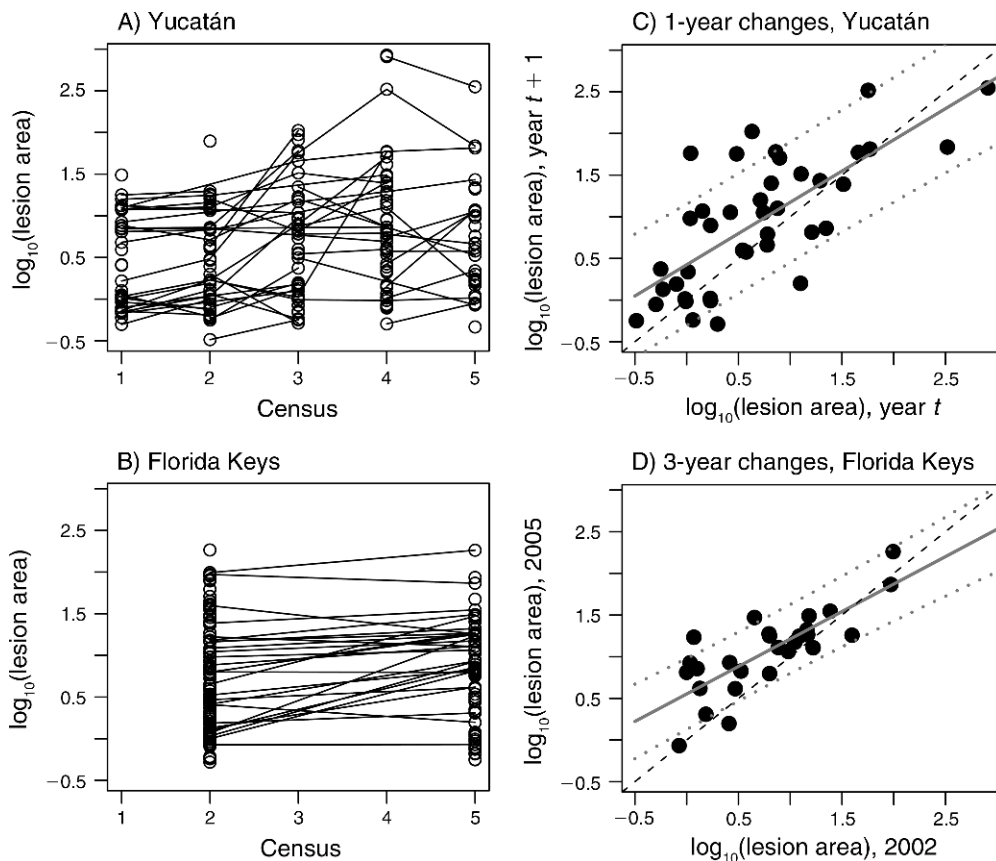 A) Yucatán
log10(lesion area)
2.5
1.5
0.5
−0.5
1 2 3 4 5
Census
C) 1-year changes, Yucatán
log10(lesion area), year t + 1
2.5
1.5
0.5
−0.5
−0.5 0.5 1.5 2.5
log10(lesion area), year t
B) Florida Keys
log10(lesion area)
2.5
1.5
0.5
−0.5
1 2 3 4 5
Census
D) 3-year changes, Florida Keys
log10(lesion area), 2005
2.5
1.5
0.5
−0.5
−0.5 0.5 1.5 2.5
log10(lesion area), 2002